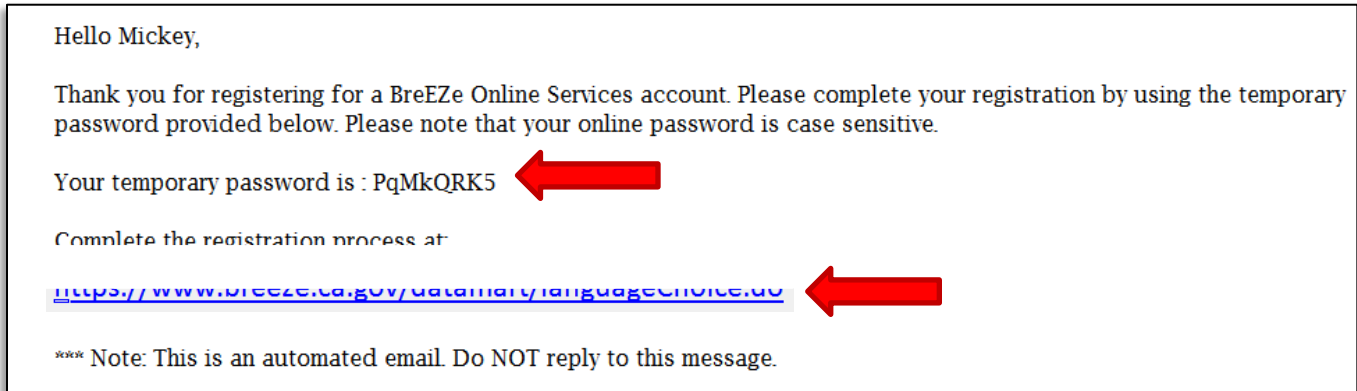 Hello Mickey,
Thank you for registering for a BreEZe Online Services account. Please complete your registration by using the temporary
password provided below. Please note that your online password is case sensitive.
Your temporary password is : PqMkQRK5
Complete the registration process at:
https://www.breeze.ca.gov/datamart/languageChoice.do
*** Note: This is an automated email. Do NOT reply to this message.